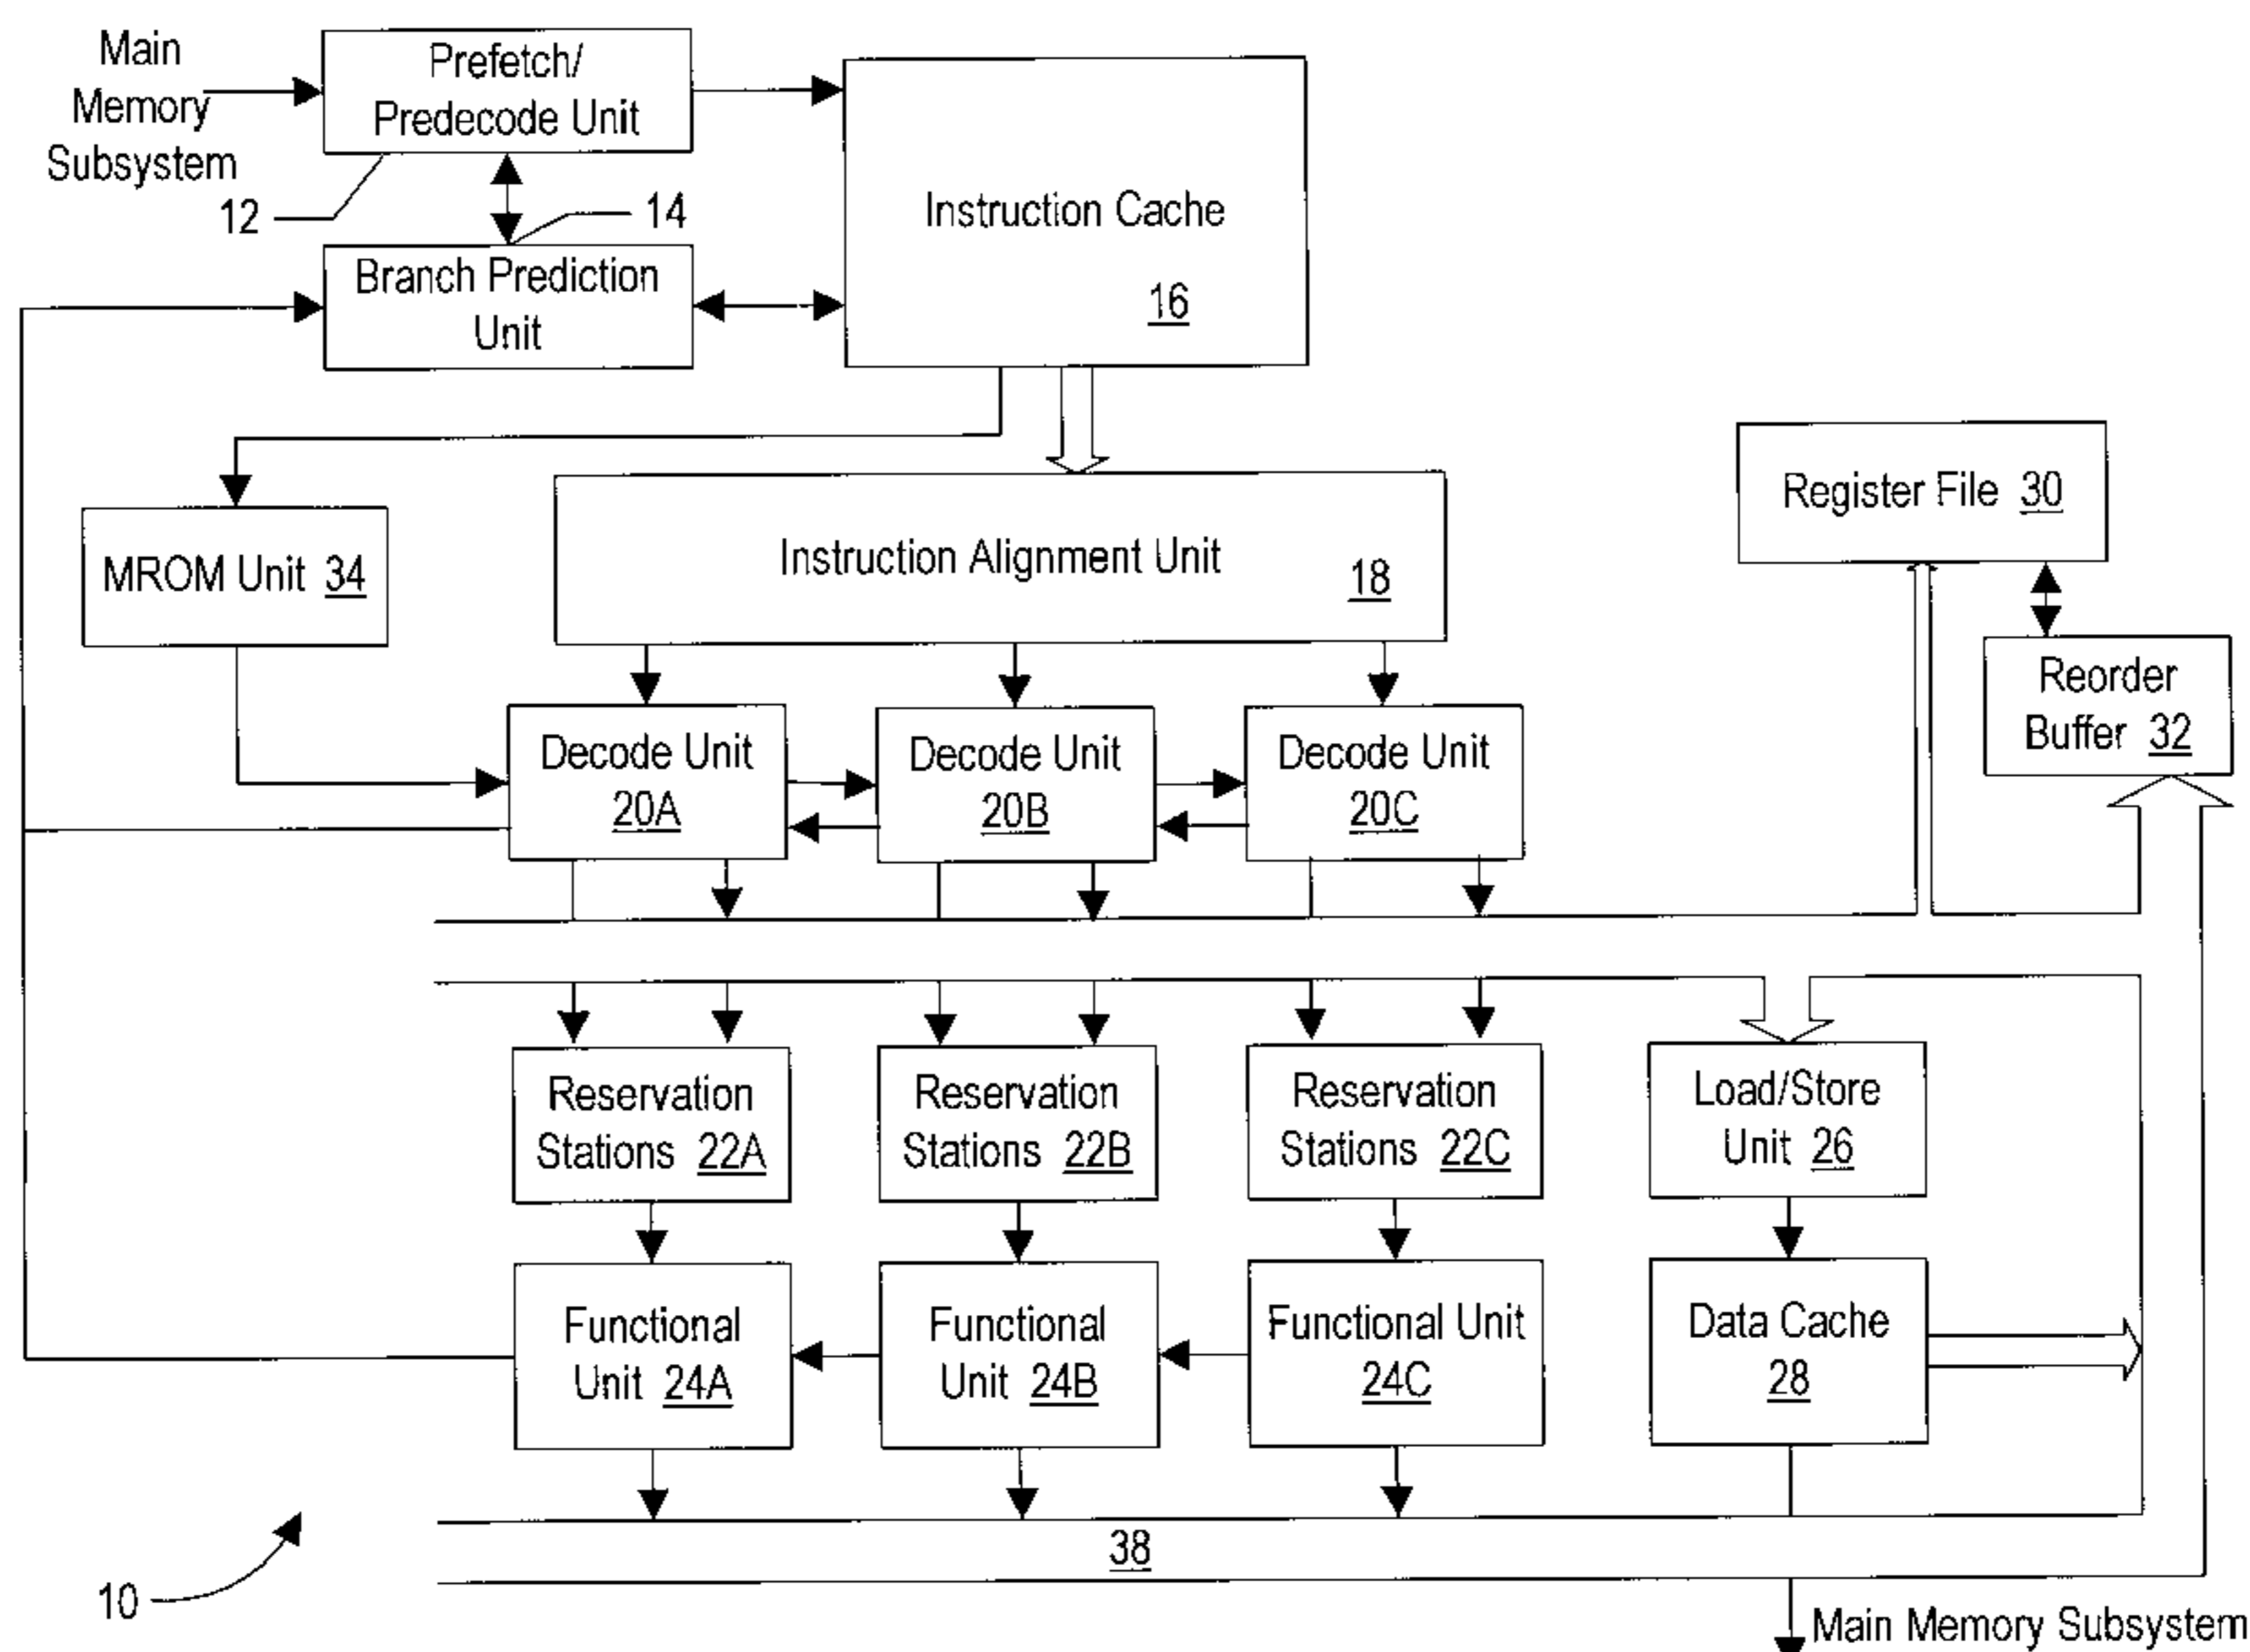 Main
Memory
Subsystem
Prefetch/
Predecode Unit
12
14
Branch Prediction
Unit
Instruction Cache
16
MROM Unit 34
Instruction Alignment Unit
18
Register File 30
Reorder
Buffer 32
Decode Unit
20A
Decode Unit
20B
Decode Unit
20C
Reservation
Stations 22A
Reservation
Stations 22B
Reservation
Stations 22C
Load/Store
Unit 26
Functional
Unit 24A
Functional
Unit 24B
Functional Unit
24C
Data Cache
28
38
10
Main Memory Subsystem